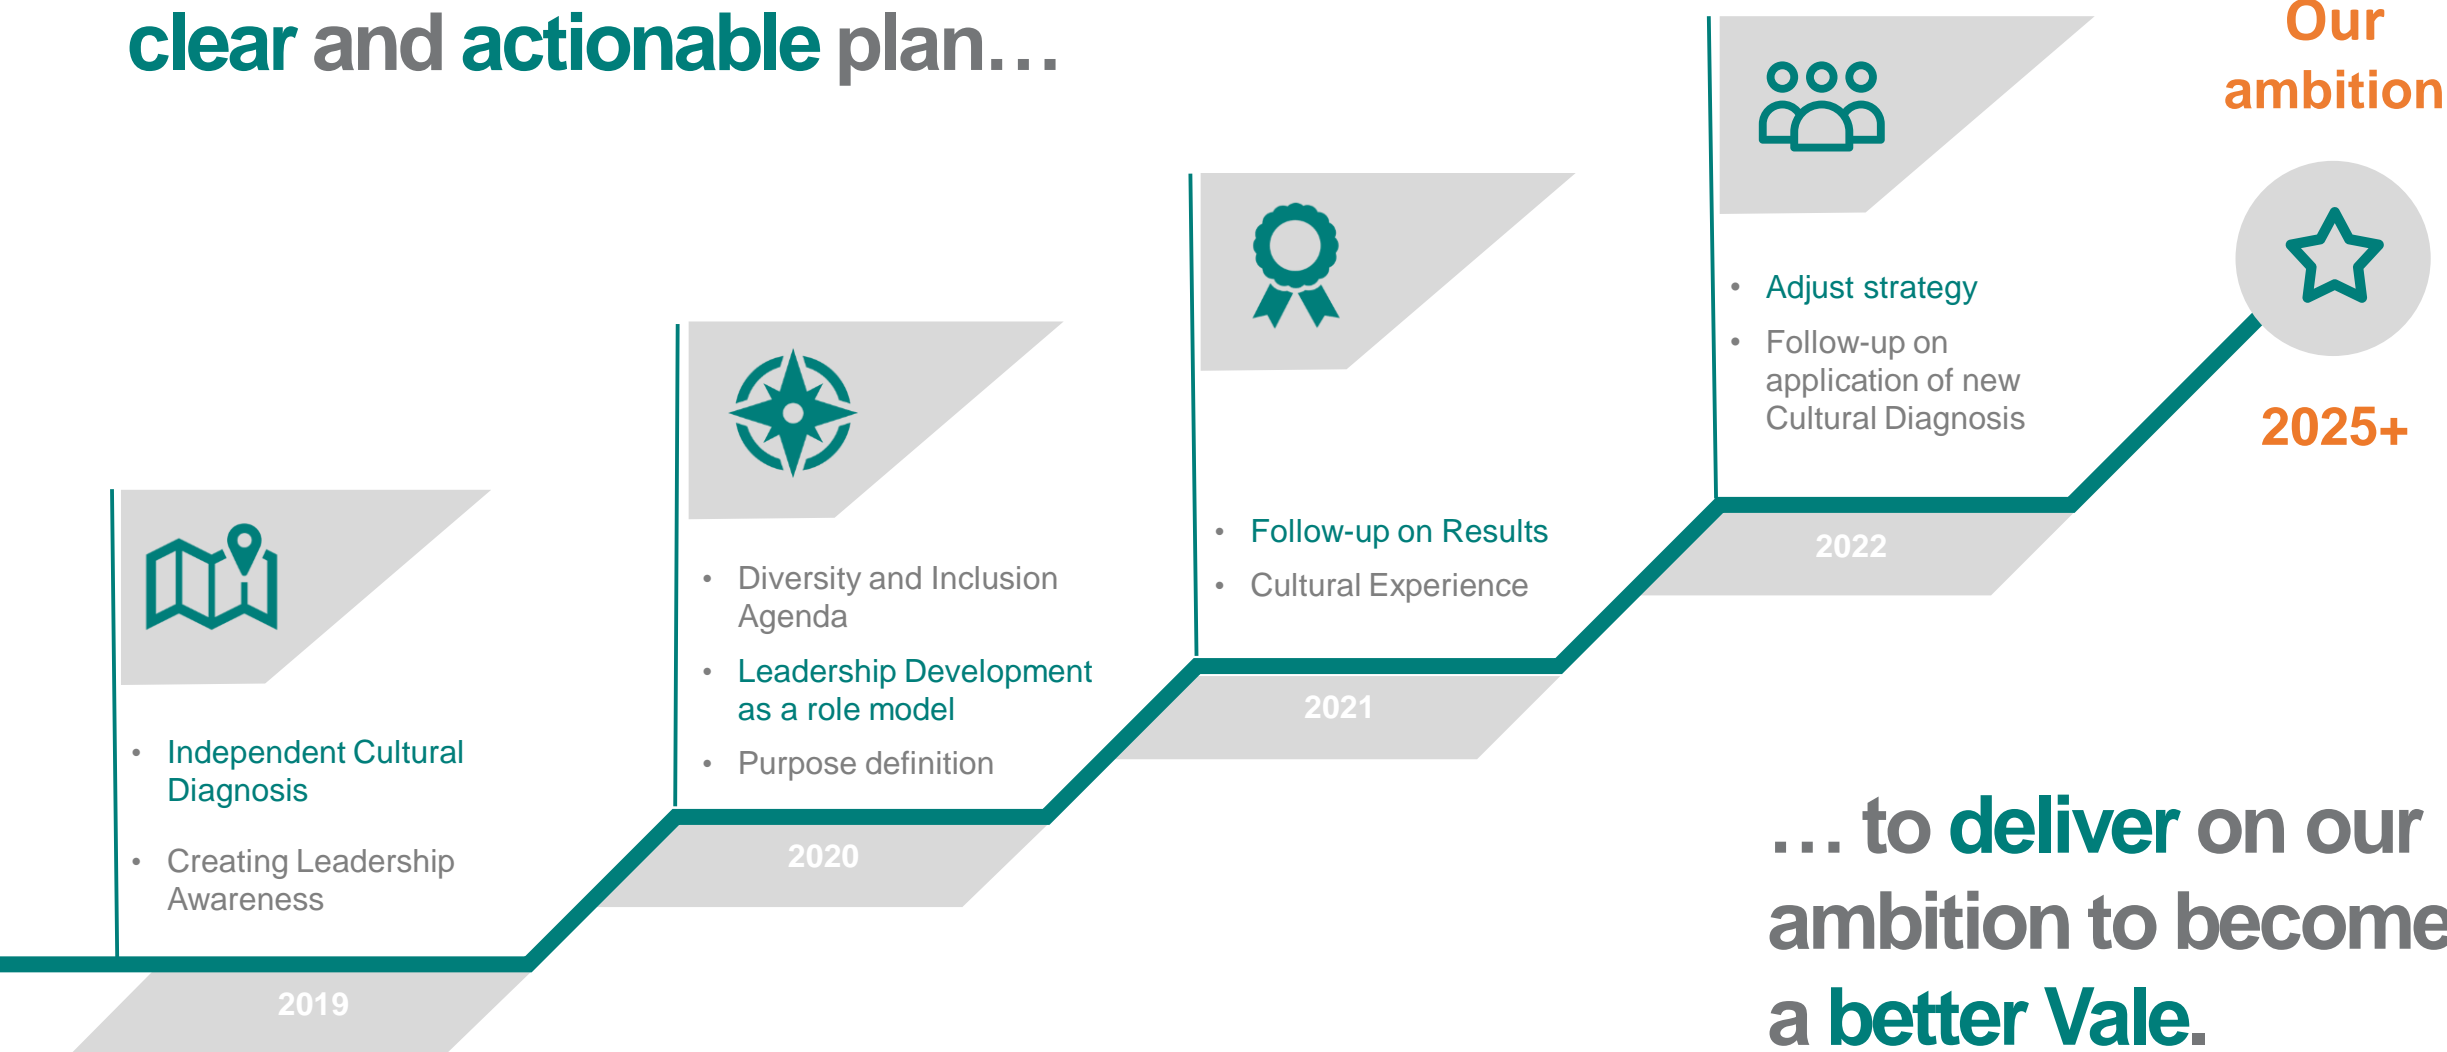 clear and actionable plan…
Our
ambition
• Adjust strategy
• Follow-up on
application of new
Cultural Diagnosis
2025+
• Follow-up on Results
• Cultural Experience
2022
• Diversity and Inclusion
Agenda
• Leadership Development
as a role model
• Purpose definition
2021
• Independent Cultural
Diagnosis
• Creating Leadership
Awareness
2020
2019
… to deliver on our
ambition to become
a better Vale.